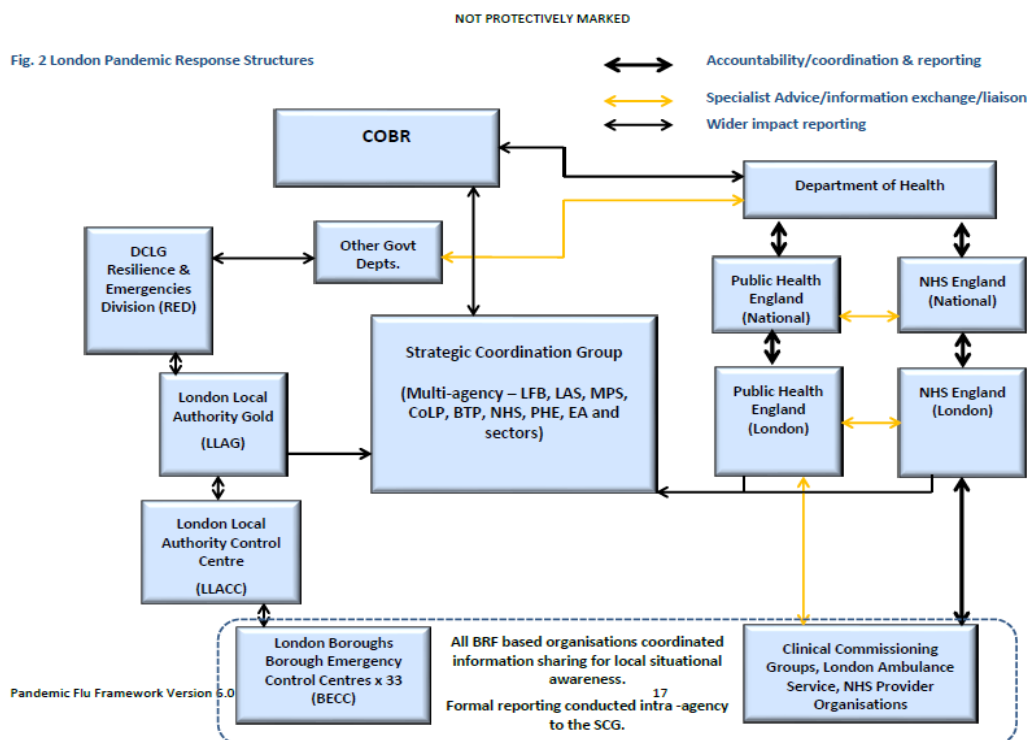 NOT PROTECTIVELY MARKED
Fig. 2 London Pandemic Response Structures
Accountability/coordination & reporting
Specialist Advice/information exchange/liaison
Wider impact reporting
COBR
Department of Health
DCLG
Resilience &
Emergencies
Division (RED)
Other Govt
Depts.
Public Health
England
(National)
NHS England
(National)
Strategic Coordination Group
(Multi-agency – LFB, LAS, MPS,
CoLP, BTP, NHS, PHE, EA and
sectors)
London Local
Authority Gold
(LLAG)
Public Health
England
(London)
NHS England
(London)
London Local
Authority Control
Centre
(LLACC)
London Boroughs
Borough Emergency
Control Centres x 33
(BECC)
All BRF based organisations coordinated
information sharing for local situational
awareness.
Formal reporting conducted intra -agency
to the SCG.
Clinical Commissioning
Groups, London Ambulance
Service, NHS Provider
Organisations
Pandemic Flu Framework Version 6.0
17